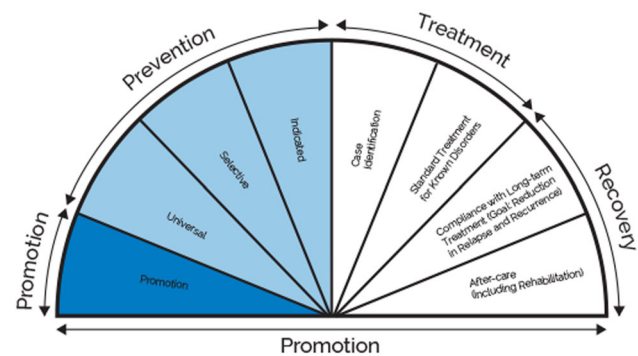 Prevention
Treatment
Promotion
Recovery
Promotion
Universal
Selective
Indicated
Case
Identification
Standard Treatment
for Known Disorders
Compliance with Long-term
Treatment (Goal: Reduction
in Relapse and Recurrence)
After-care
(Including Rehabilitation)
Promotion